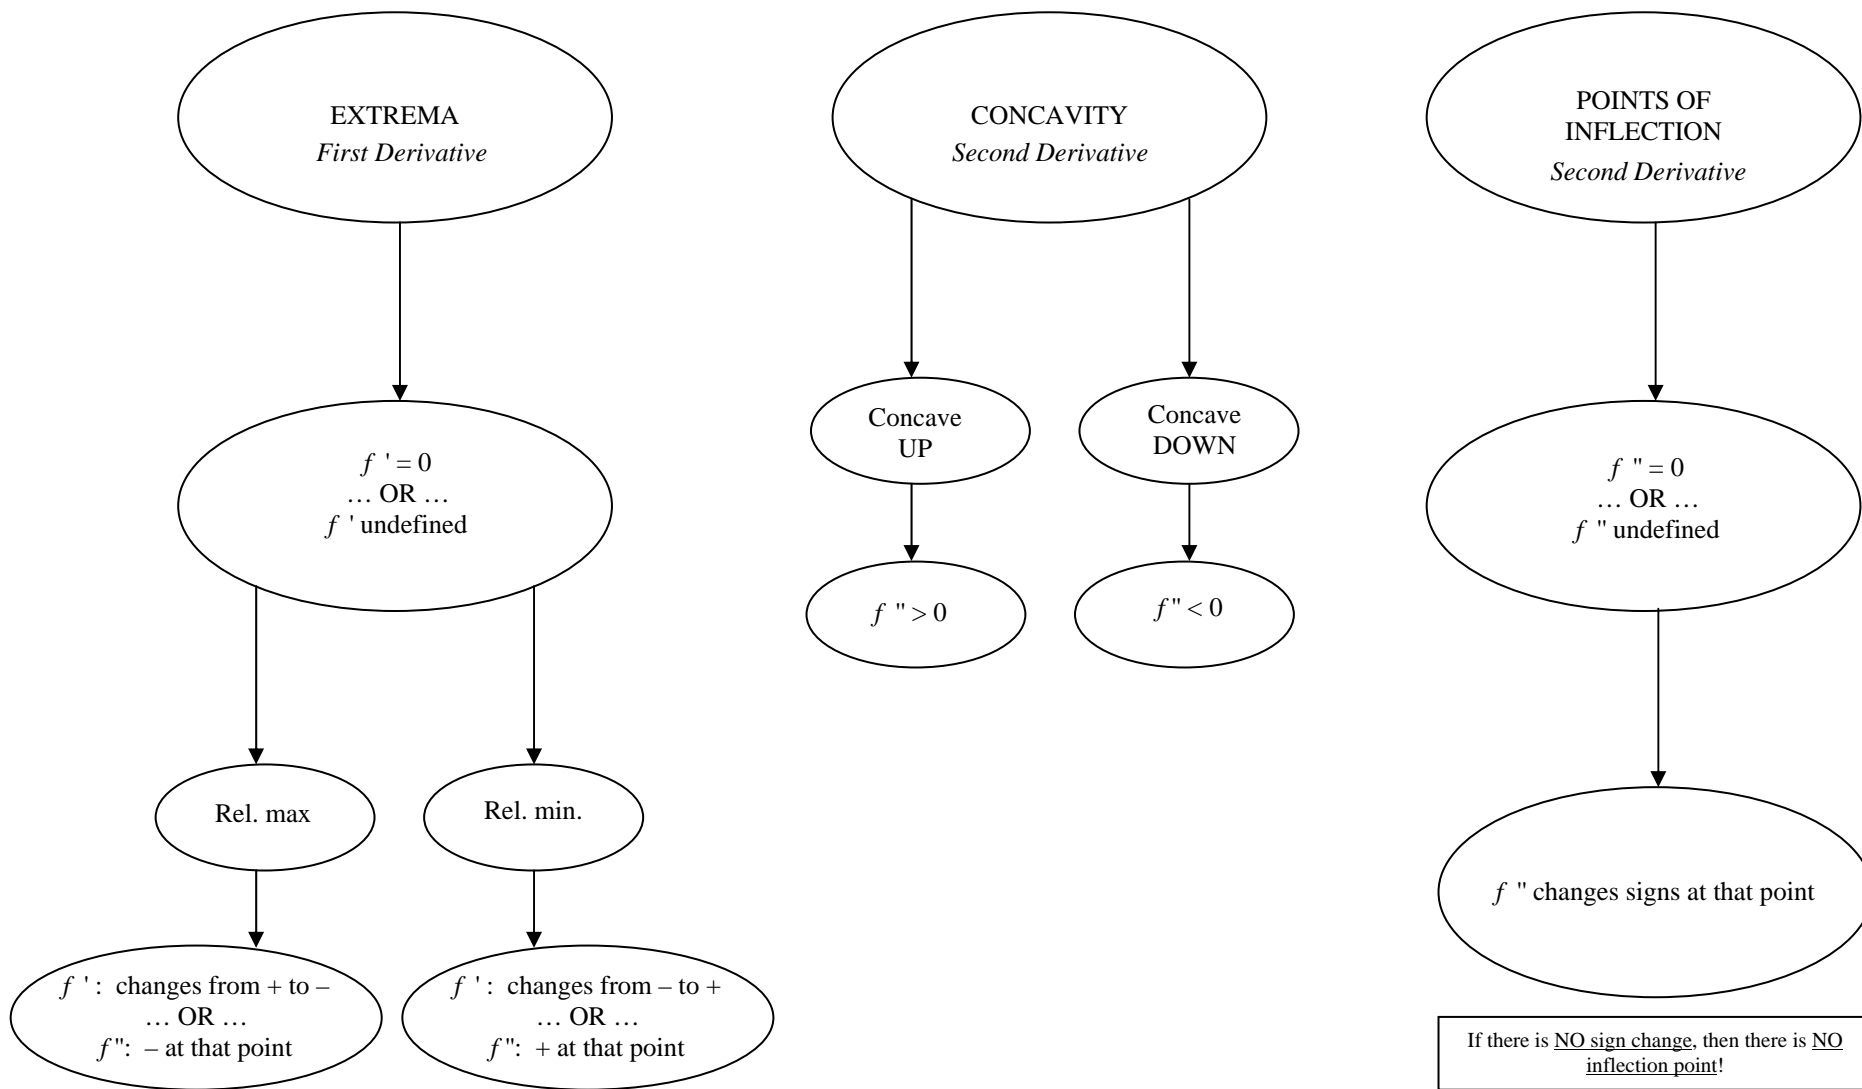 EXTREMA
First Derivative
f ' = 0
… OR …
f ' undefined
Rel. max
Rel. min.
f ' : changes from + to –
… OR …
f ": – at that point
f ' : changes from – to +
… OR …
f ": + at that point
CONCAVITY
Second Derivative
Concave
UP
Concave
DOWN
f " > 0
f " < 0
POINTS OF
INFLECTION
Second Derivative
f " = 0
… OR …
f " undefined
f " changes signs at that point
If there is NO sign change, then there is NO
inflection point!